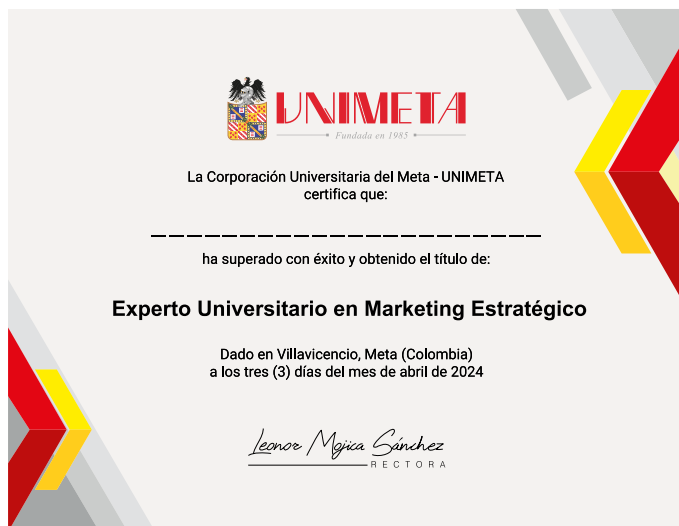 UNIMETA
Fundada en 1985
La Corporación Universitaria del Meta - UNIMETA
certifica que:
_ _ _ _ _ _ _ _ _ _ _ _ _ _ _ _ _ _ _ _ _ _
ha superado con éxito y obtenido el título de:
Experto Universitario en Marketing Estratégico
Dado en Villavicencio, Meta (Colombia)
a los tres (3) días del mes de abril de 2024
Leonor Mojica Sánchez
RECTORA